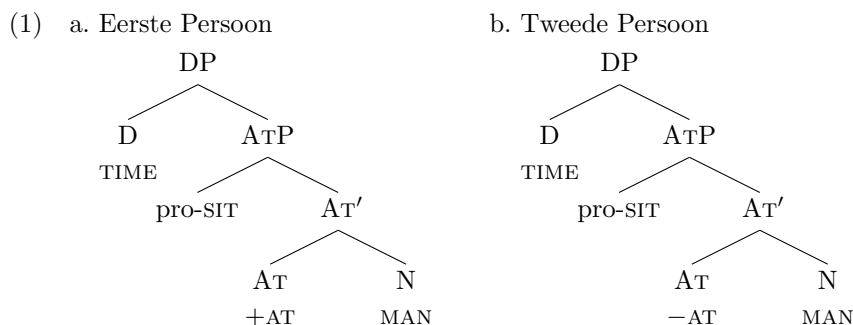 (1) a. Eerste Persoon b. Tweede Persoon
DP DP
D ATP D ATP
TIME TIME
pro-SIT AT′ pro-SIT AT′
AT N AT N
+AT MAN −AT MAN